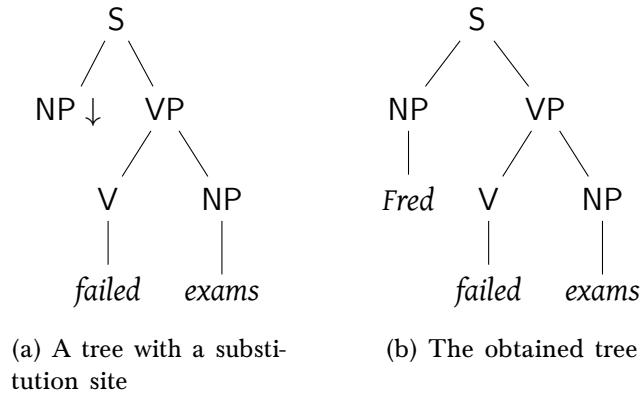 S S
NP ↓ VP NP VP
V NP Fred V NP
failed exams failed exams
(a) A tree with a substi-
tution site
(b) The obtained tree